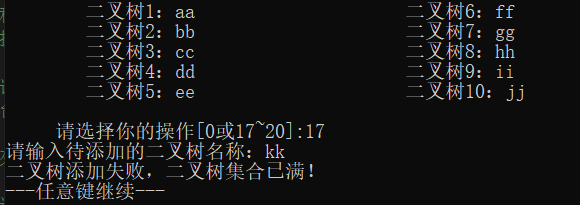 二叉树1：aa 二叉树6：ff
二叉树2：bb 二叉树7：gg
二叉树3：cc 二叉树8：hh
二叉树4：dd 二叉树9：ii
二叉树5：ee 二叉树10：jj
请选择你的操作[0或17~20]:17
请输入待添加的二叉树名称：kk
二叉树添加失败，二叉树集合已满！
---任意键继续---